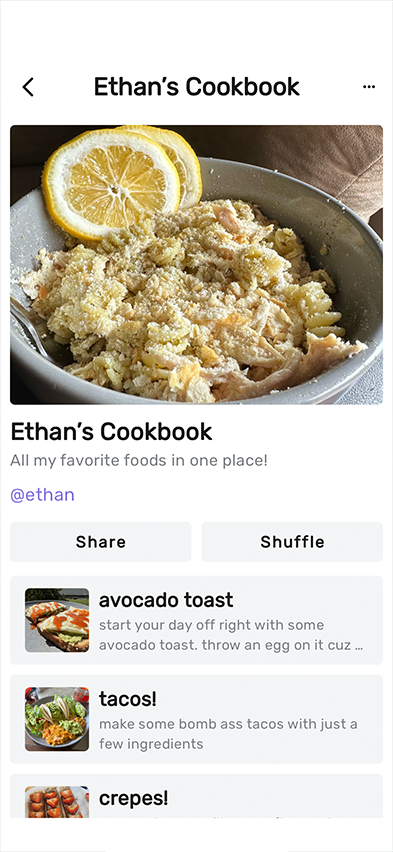 Ethan's Cookbook
Ethan's Cookbook
All my favorite foods in one place!
@ethan
Share
Shuffle
avocado toast
start your day off right with some
avocado toast. throw an egg on it cuz …
tacos!
make some bomb ass tacos with just a
few ingredients
crepes!